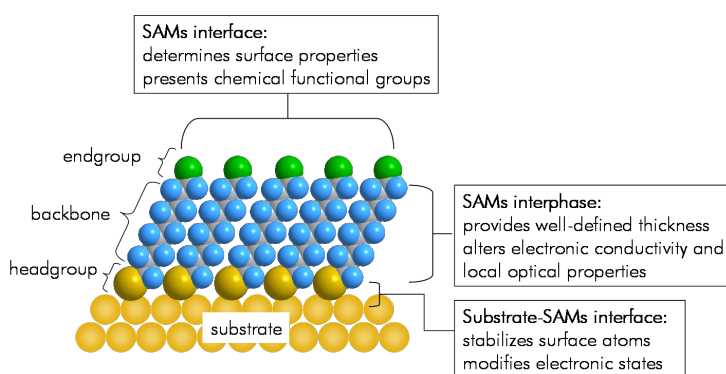 SAMs interface:
determines surface properties
presents chemical functional groups
endgroup
backbone
headgroup
substrate
SAMs interphase:
provides well-defined thickness
alters electronic conductivity and
local optical properties
Substrate-SAMs interface:
stabilizes surface atoms
modifies electronic states